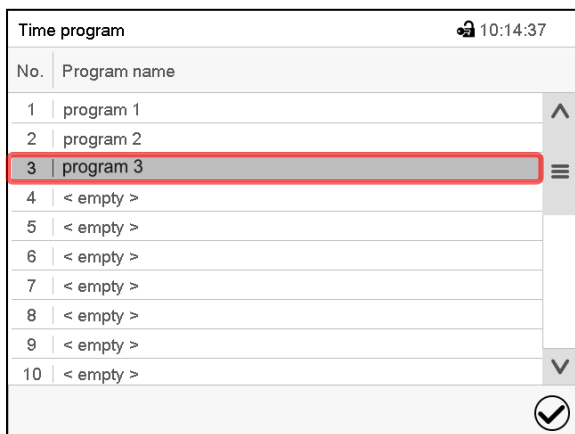 Time program 10:14:37
No. Program name
1 program 1
2 program 2
3 program 3
4 < empty >
5 < empty >
6 < empty >
7 < empty >
8 < empty >
9 < empty >
10 < empty >